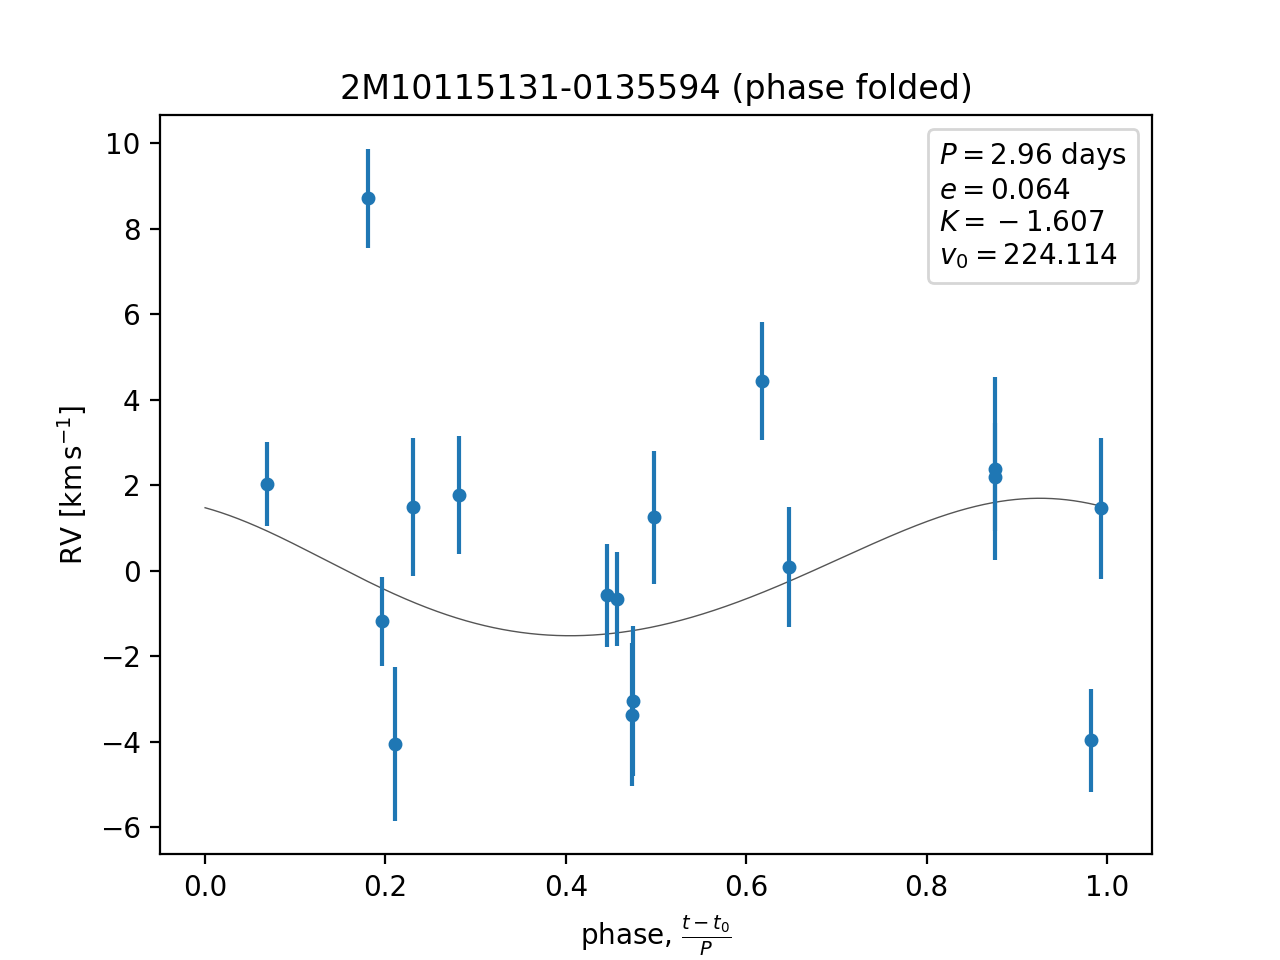 2M10115131-0135594 (phase folded)
P = 2.96 days
e = 0.064
K = −1.607
v₀ = 224.114
RV [km s⁻¹]
10
8
6
4
2
0
−2
−4
−6
0.0 0.2 0.4 0.6 0.8 1.0
phase, (t − t₀)/P